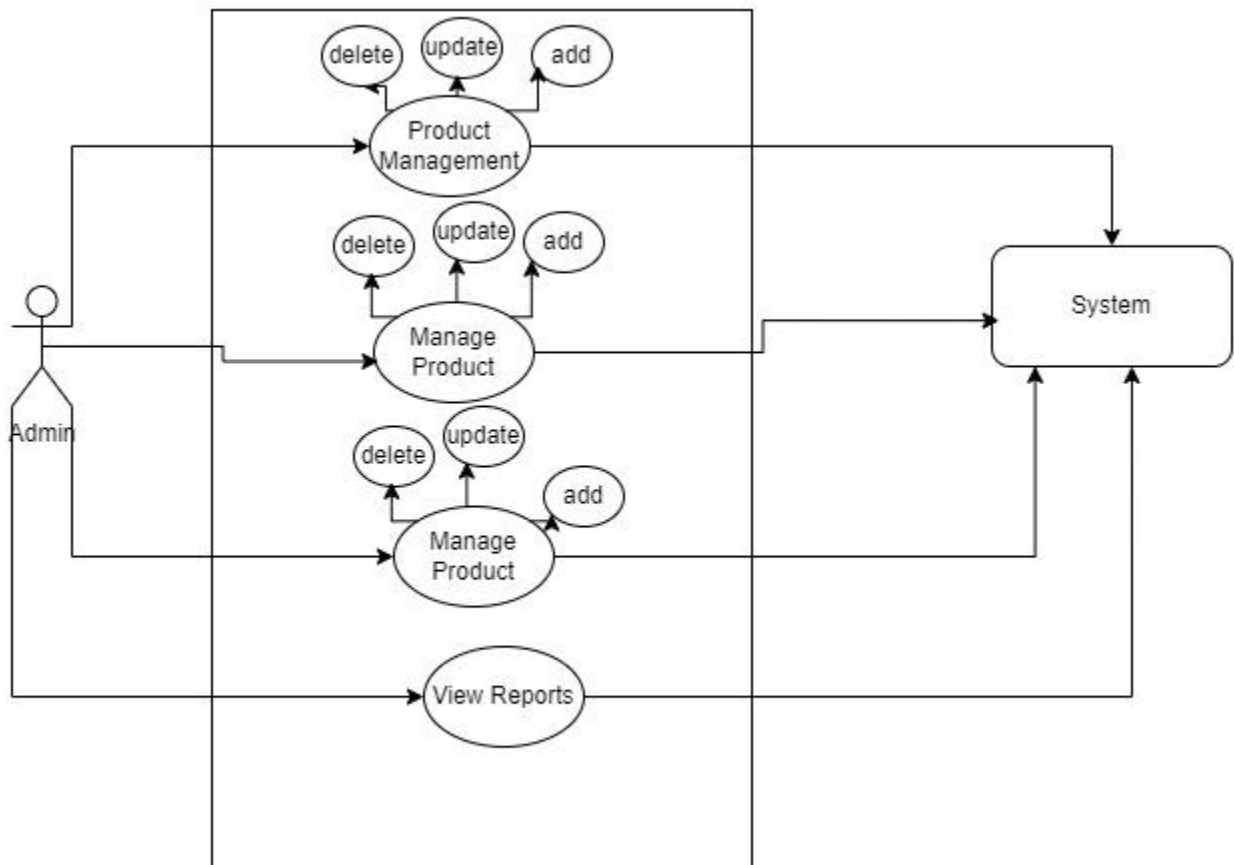 delete
update
add
Product
Management
delete
update
add
System
Manage
Product
Admin
delete
update
add
Manage
Product
View Reports